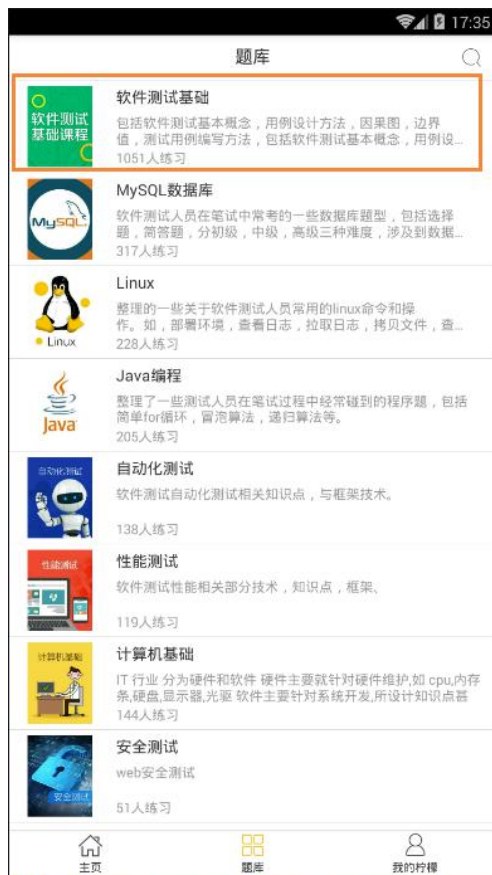 17:35
题库
软件测试
基础课程
软件测试基础
包括软件测试基本概念，用例设计方法，因果图，边界
值，测试用例编写方法，包括软件测试基本概念，用例设...
1051人练习
MySQL
MySQL数据库
软件测试人员在笔试中常考的一些数据库题型，包括选择
题，简答题，分初级，中级，高级三种难度，涉及到数据...
317人练习
Linux
Linux
整理的一些关于软件测试人员常用的linux命令和操
作。如，部署环境，查看日志，拉取日志，拷贝文件，查...
228人练习
Java
Java编程
整理了一些测试人员在笔试过程中经常碰到的程序题，包括
简单for循环，冒泡算法，递归算法等。
205人练习
自动化测试
自动化测试
软件测试自动化测试相关知识点，与框架技术。
138人练习
性能测试
性能测试
软件测试性能相关部分技术，知识点，框架、
119人练习
计算机基础
计算机基础
IT 行业 分为硬件和软件 硬件主要就针对硬件维护,如 cpu,内存
条,硬盘,显示器,光驱 软件主要针对系统开发,所设计知识点甚
144人练习
安全测试
安全测试
web安全测试
51人练习
主页
题库
我的柠檬